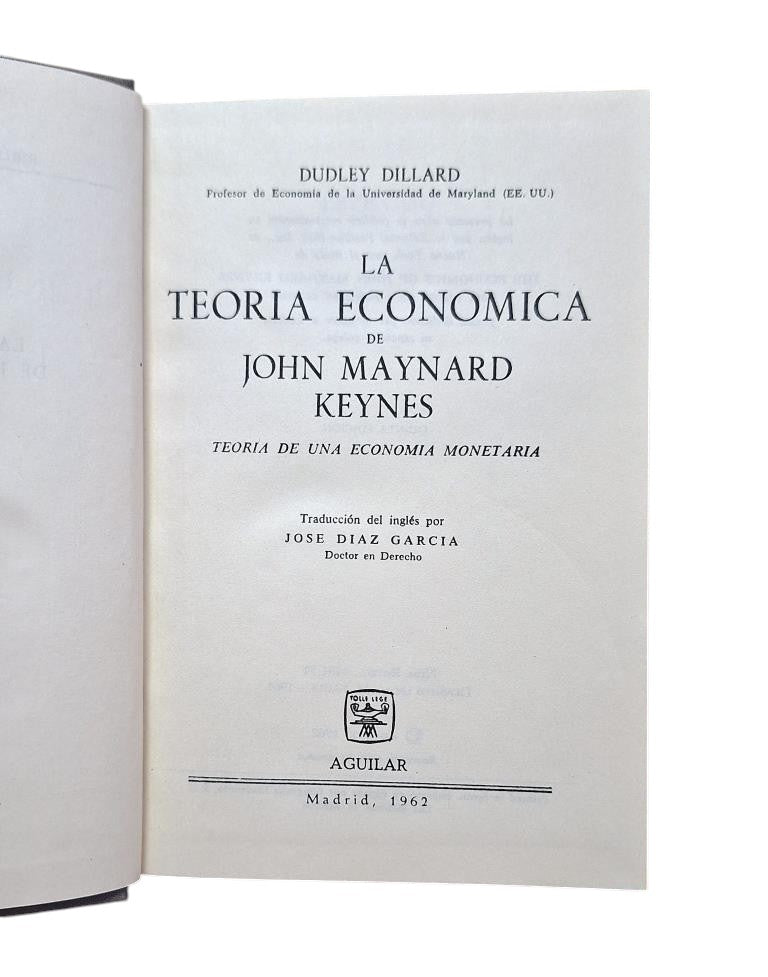 DUDLEY DILLARD
Profesor de Economía de la Universidad de Maryland (EE. UU.)
LA
TEORIA ECONOMICA
DE
JOHN MAYNARD
KEYNES
TEORIA DE UNA ECONOMIA MONETARIA
Traducción del inglés por
JOSE DIAZ GARCIA
Doctor en Derecho
TOLLE LEGE
AGUILAR
Madrid, 1962